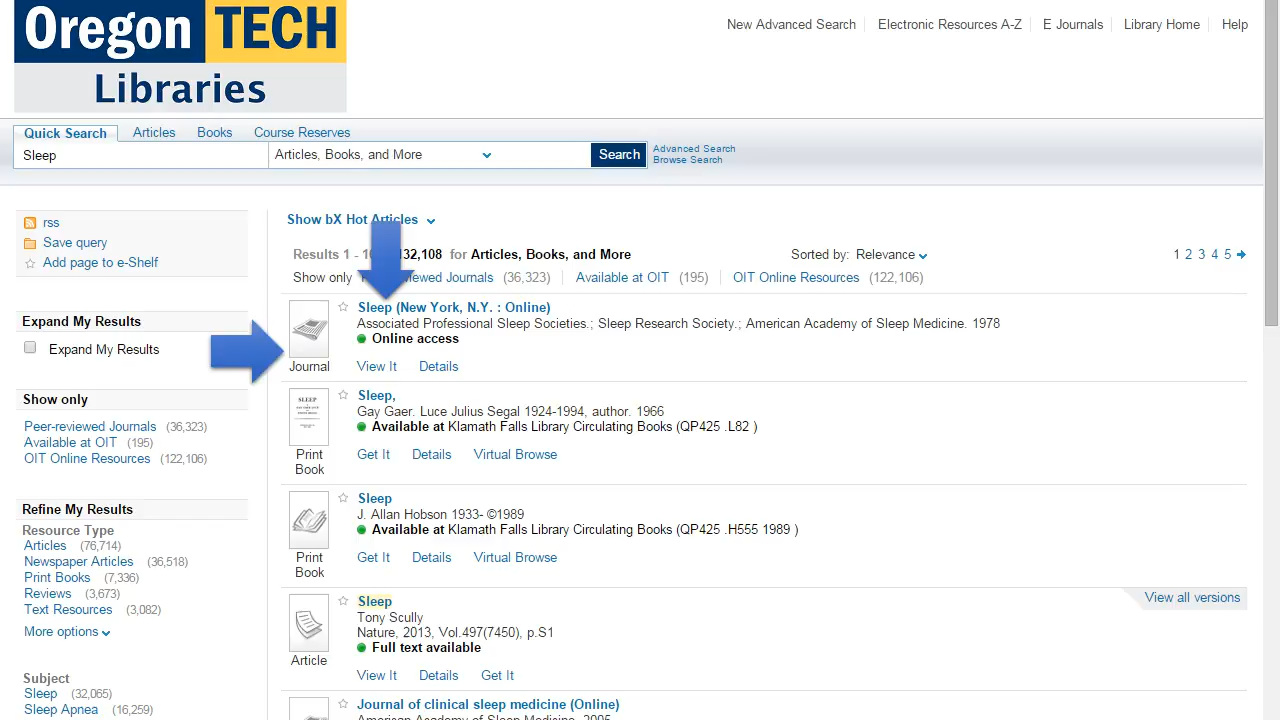 Oregon TECH
Libraries
New Advanced Search
Electronic Resources A-Z
E Journals
Library Home
Help
Quick Search
Articles
Books
Course Reserves
Sleep
Articles, Books, and More
Search
Advanced Search
Browse Search
rss
Save query
Add page to e-Shelf
Expand My Results
Expand My Results
Show only
Peer-reviewed Journals (36,323)
Available at OIT (195)
OIT Online Resources (122,106)
Refine My Results
Resource Type
Articles (76,714)
Newspaper Articles (36,518)
Print Books (7,336)
Reviews (3,673)
Text Resources (3,082)
More options
Subject
Sleep (32,065)
Sleep Apnea (16,259)
Show bX Hot Articles
Results 1 - for Articles, Books, and More
Sorted by: Relevance
1 2 3 4 5
Show only Journals (36,323)
Available at OIT (195)
OIT Online Resources (122,106)
Sleep (New York, N.Y. : Online)
Associated Professional Sleep Societies.; Sleep Research Society.; American Academy of Sleep Medicine. 1978
Online access
Journal
View It Details
Sleep,
Gay Gaer. Luce Julius Segal 1924-1994, author. 1966
Available at Klamath Falls Library Circulating Books (QP425 .L82 )
SLEEP
Print
Book
Get It Details Virtual Browse
Sleep
J. Allan Hobson 1933- ©1989
Available at Klamath Falls Library Circulating Books (QP425 .H555 1989 )
Print
Book
Get It Details Virtual Browse
Sleep
View all versions
Tony Scully
Nature, 2013, Vol.497(7450), p.S1
Full text available
Article
View It Details Get It
Journal of clinical sleep medicine (Online)
American Academy of Sleep Medicine. 2005